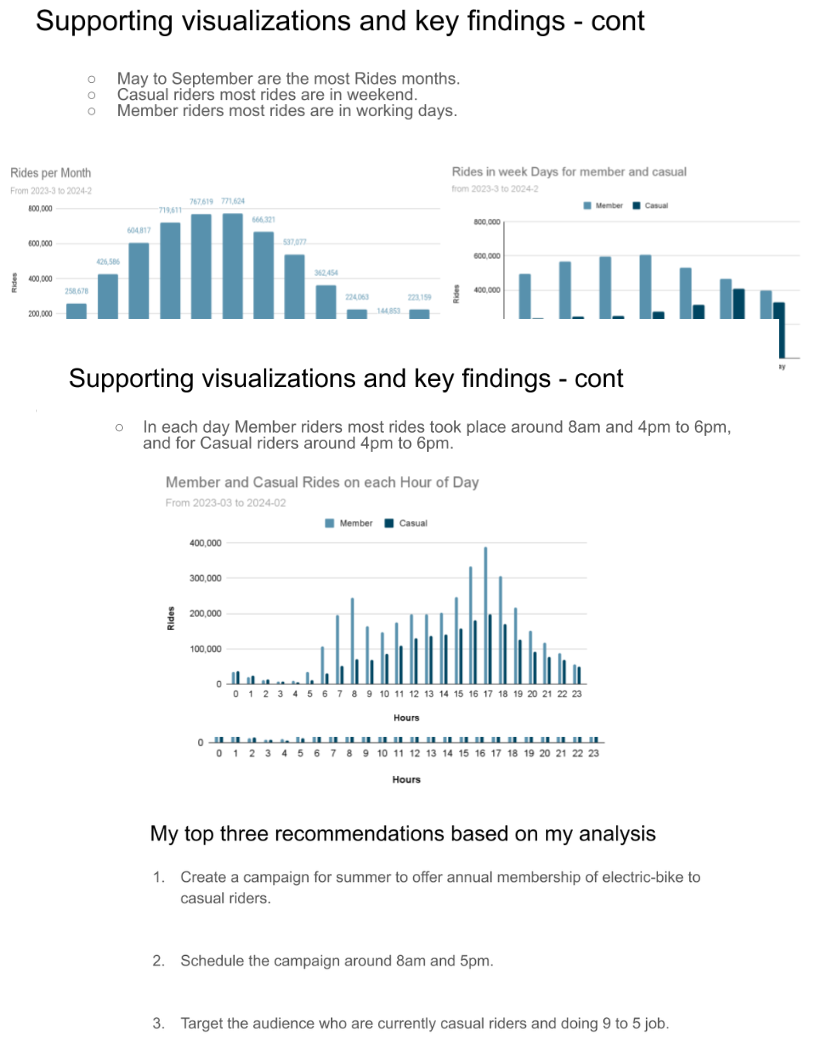 Supporting visualizations and key findings - cont
○ May to September are the most Rides months.
○ Casual riders most rides are in weekend.
○ Member riders most rides are in working days.
Rides per Month
From 2023-3 to 2024-2
800,000
600,000
400,000
200,000
Rides
258,678
426,586
604,817
719,611
767,619
771,624
666,321
537,077
362,454
224,063
144,853
223,159
Rides in week Days for member and casual
from 2023-3 to 2024-2
Member Casual
800,000
600,000
400,000
Rides
Supporting visualizations and key findings - cont
○ In each day Member riders most rides took place around 8am and 4pm to 6pm,
and for Casual riders around 4pm to 6pm.
Member and Casual Rides on each Hour of Day
From 2023-03 to 2024-02
Member Casual
400,000
300,000
200,000
100,000
0
Rides
0 1 2 3 4 5 6 7 8 9 10 11 12 13 14 15 16 17 18 19 20 21 22 23
Hours
0
0 1 2 3 4 5 6 7 8 9 10 11 12 13 14 15 16 17 18 19 20 21 22 23
Hours
My top three recommendations based on my analysis
1. Create a campaign for summer to offer annual membership of electric-bike to
casual riders.
2. Schedule the campaign around 8am and 5pm.
3. Target the audience who are currently casual riders and doing 9 to 5 job.